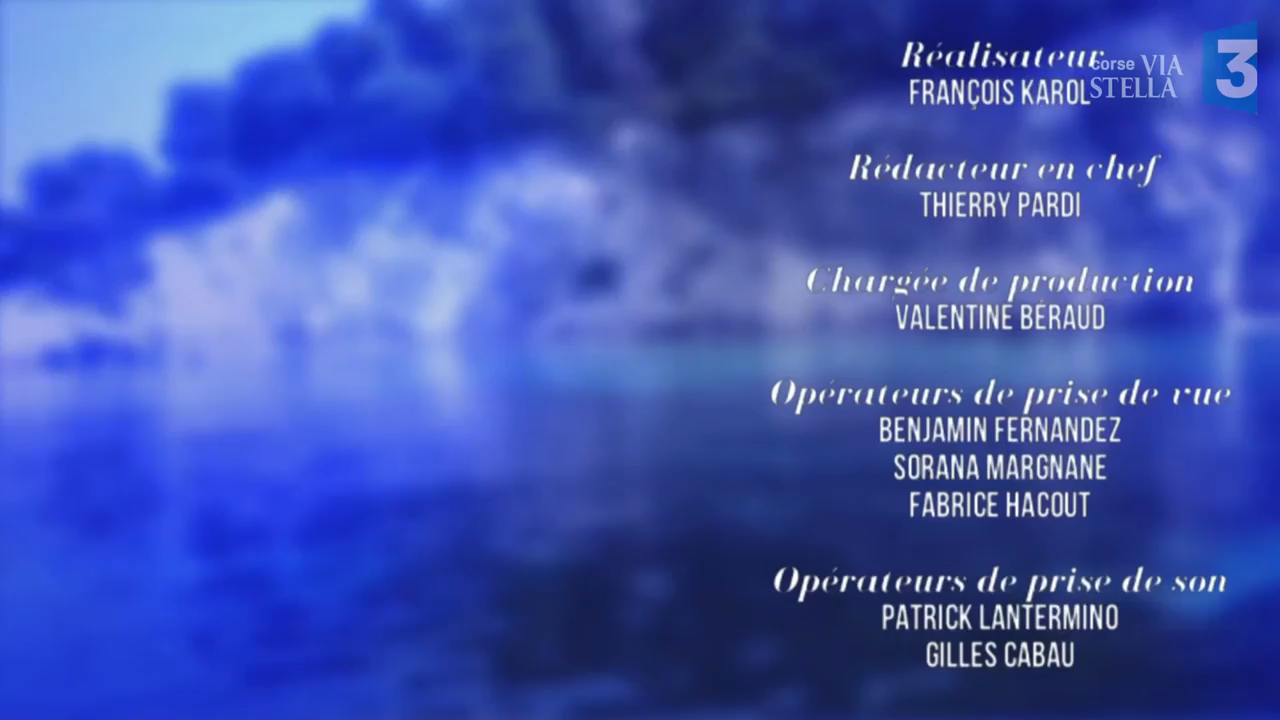 Réalisateur
FRANÇOIS KAROL
corse VIA
STELLA
3
Rédacteur en chef
THIERRY PARDI
Chargée de production
VALENTINE BÉRAUD
Opérateurs de prise de vue
BENJAMIN FERNANDEZ
SORANA MARGNANE
FABRICE HACOUT
Opérateurs de prise de son
PATRICK LANTERMINO
GILLES CABAU